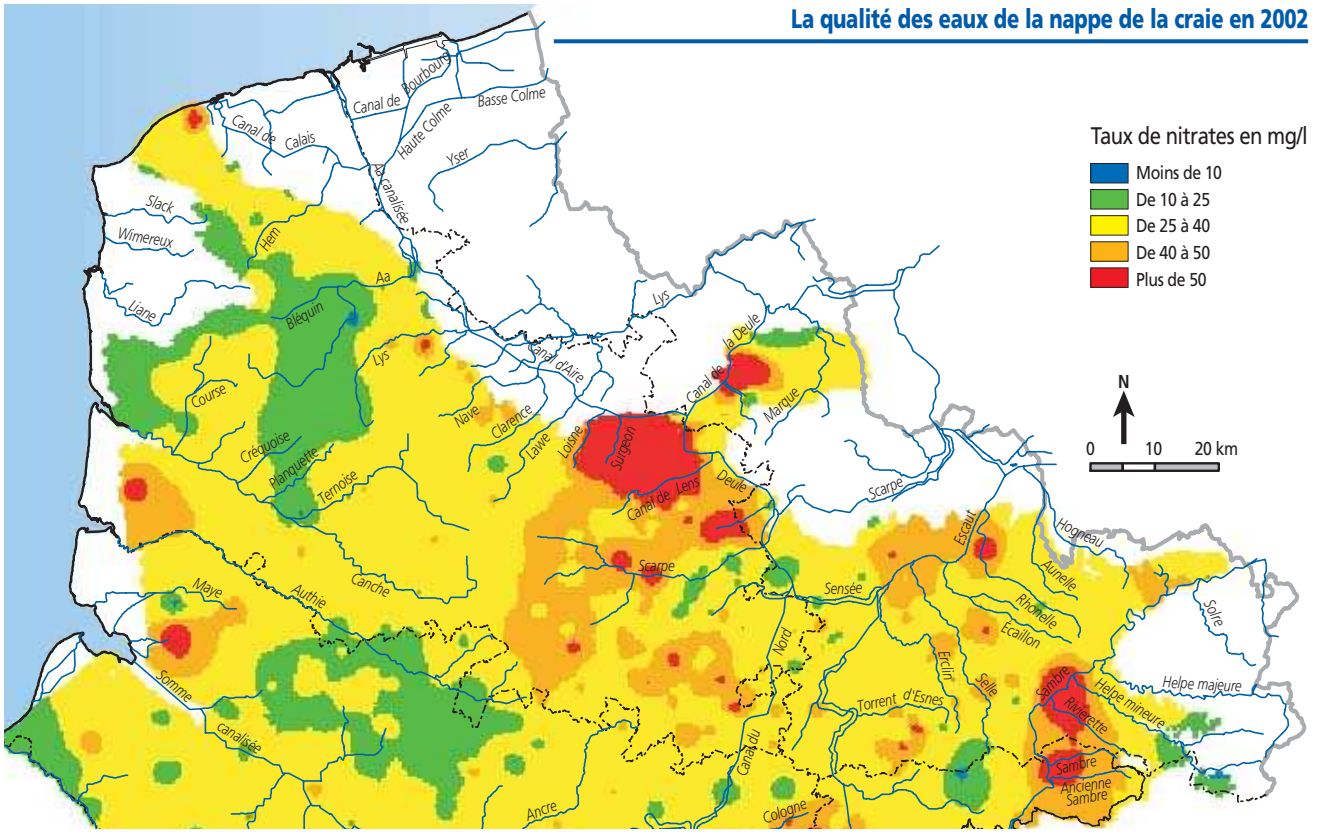 La qualité des eaux de la nappe de la craie en 2002
Taux de nitrates en mg/l
Moins de 10
De 10 à 25
De 25 à 40
De 40 à 50
Plus de 50
N
0 10 20 km
Canal de Bourbourg
Basse Colme
Haute Colme
Canal de Calais
Yser
Aa canalisée
Slack
Wimereux
Hem
Aa
Liane
Bléquin
Lys
Lys
Canal d'Aire
Canal de la Deule
Marque
Course
Nave
Clarence
Lawe
Loisne
Surgeon
Créquoise
Planquette
Ternoise
Canal de Lens
Deule
Scarpe
Escaut
Hogneau
Scarpe
Canche
Authie
Maye
Sensée
Aunelle
Rhonelle
Écaillon
Solre
Nord
Erclin
Selle
Sambre
Helpe majeure
Helpe mineure
Riviérette
Torrent d'Esnes
Somme
canalisée
Canal du
Sambre
Ancienne
Sambre
Ancre
Cologne